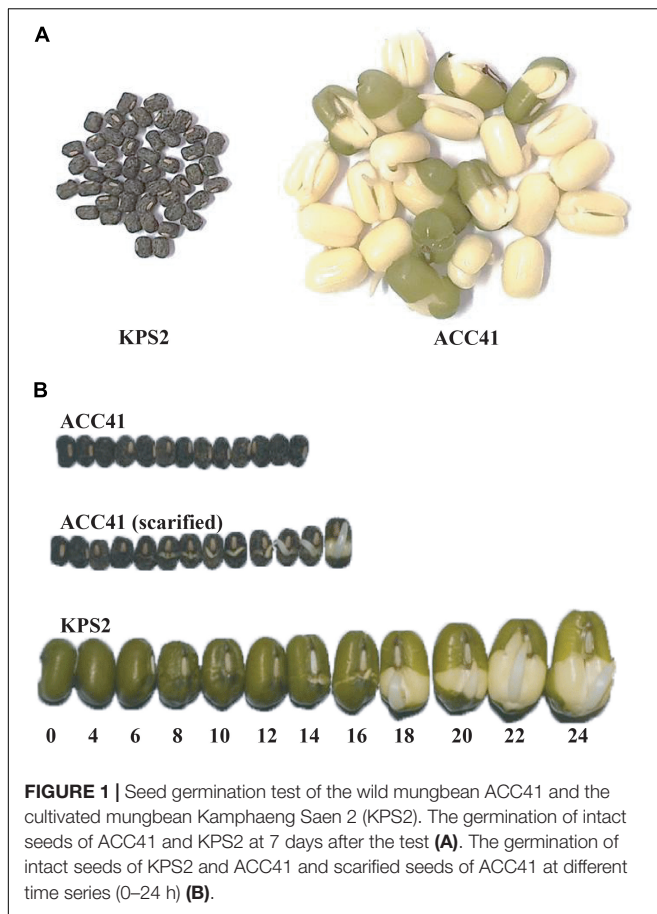 A
KPS2 ACC41
B
ACC41
ACC41 (scarified)
KPS2
0 4 6 8 10 12 14 16 18 20 22 24
FIGURE 1 | Seed germination test of the wild mungbean ACC41 and the
cultivated mungbean Kamphaeng Saen 2 (KPS2). The germination of intact
seeds of ACC41 and KPS2 at 7 days after the test (A). The germination of
intact seeds of KPS2 and ACC41 and scarified seeds of ACC41 at different
time series (0–24 h) (B).